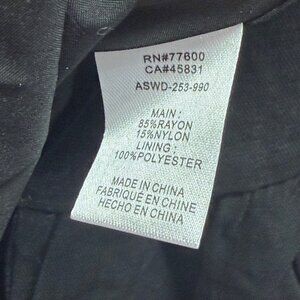 RN#77600
CA#45831
ASWD-253-990
MAIN :
85%RAYON
15%NYLON
LINING :
100%POLYESTER
MADE IN CHINA
FABRIQUÉ EN CHINE
HECHO EN CHINA